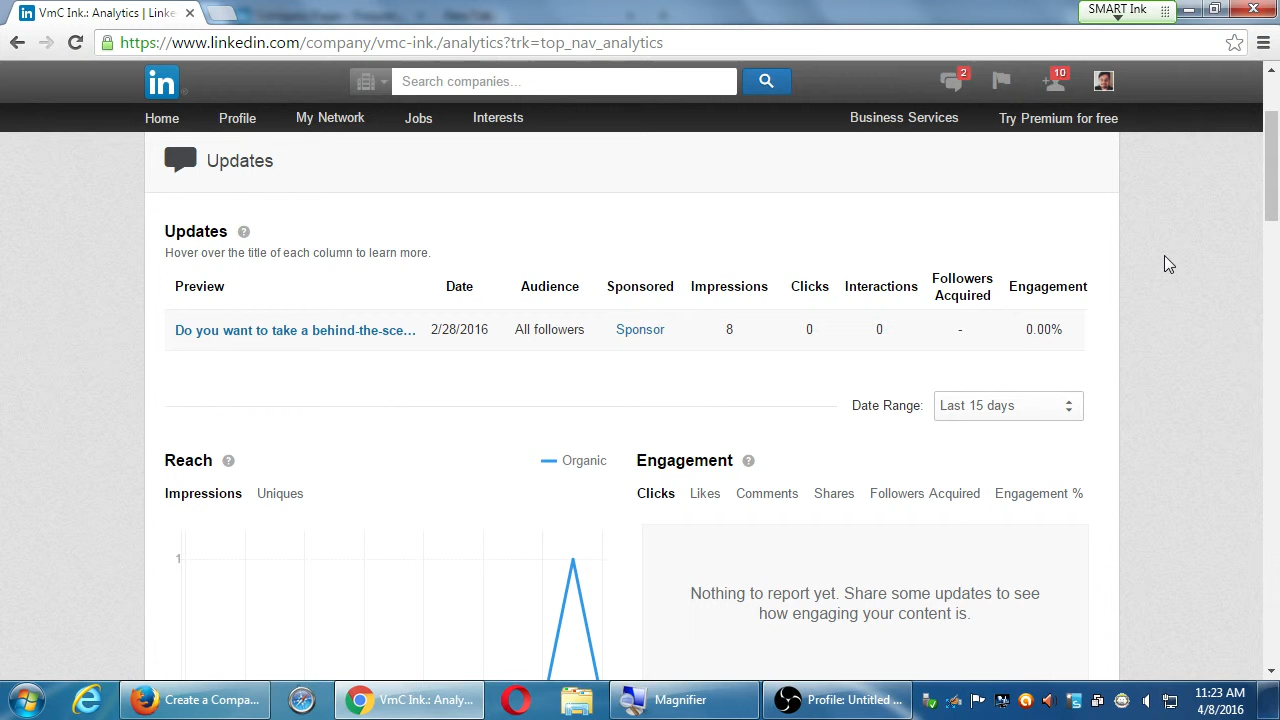 VmC Ink.: Analytics | Linke
SMART Ink
https://www.linkedin.com/company/vmc-ink./analytics?trk=top_nav_analytics
in
Search companies...
2
10
Home
Profile
My Network
Jobs
Interests
Business Services
Try Premium for free
Updates
Updates
Hover over the title of each column to learn more.
Preview
Date
Audience
Sponsored
Impressions
Clicks
Interactions
Followers
Acquired
Engagement
Do you want to take a behind-the-sce...
2/28/2016
All followers
Sponsor
8
0
0
-
0.00%
Date Range:
Last 15 days
Reach
Organic
Impressions
Uniques
1
Engagement
Clicks
Likes
Comments
Shares
Followers Acquired
Engagement %
Nothing to report yet. Share some updates to see
how engaging your content is.
Create a Compa...
VmC Ink.: Analy...
Magnifier
Profile: Untitled ...
11:23 AM
4/8/2016